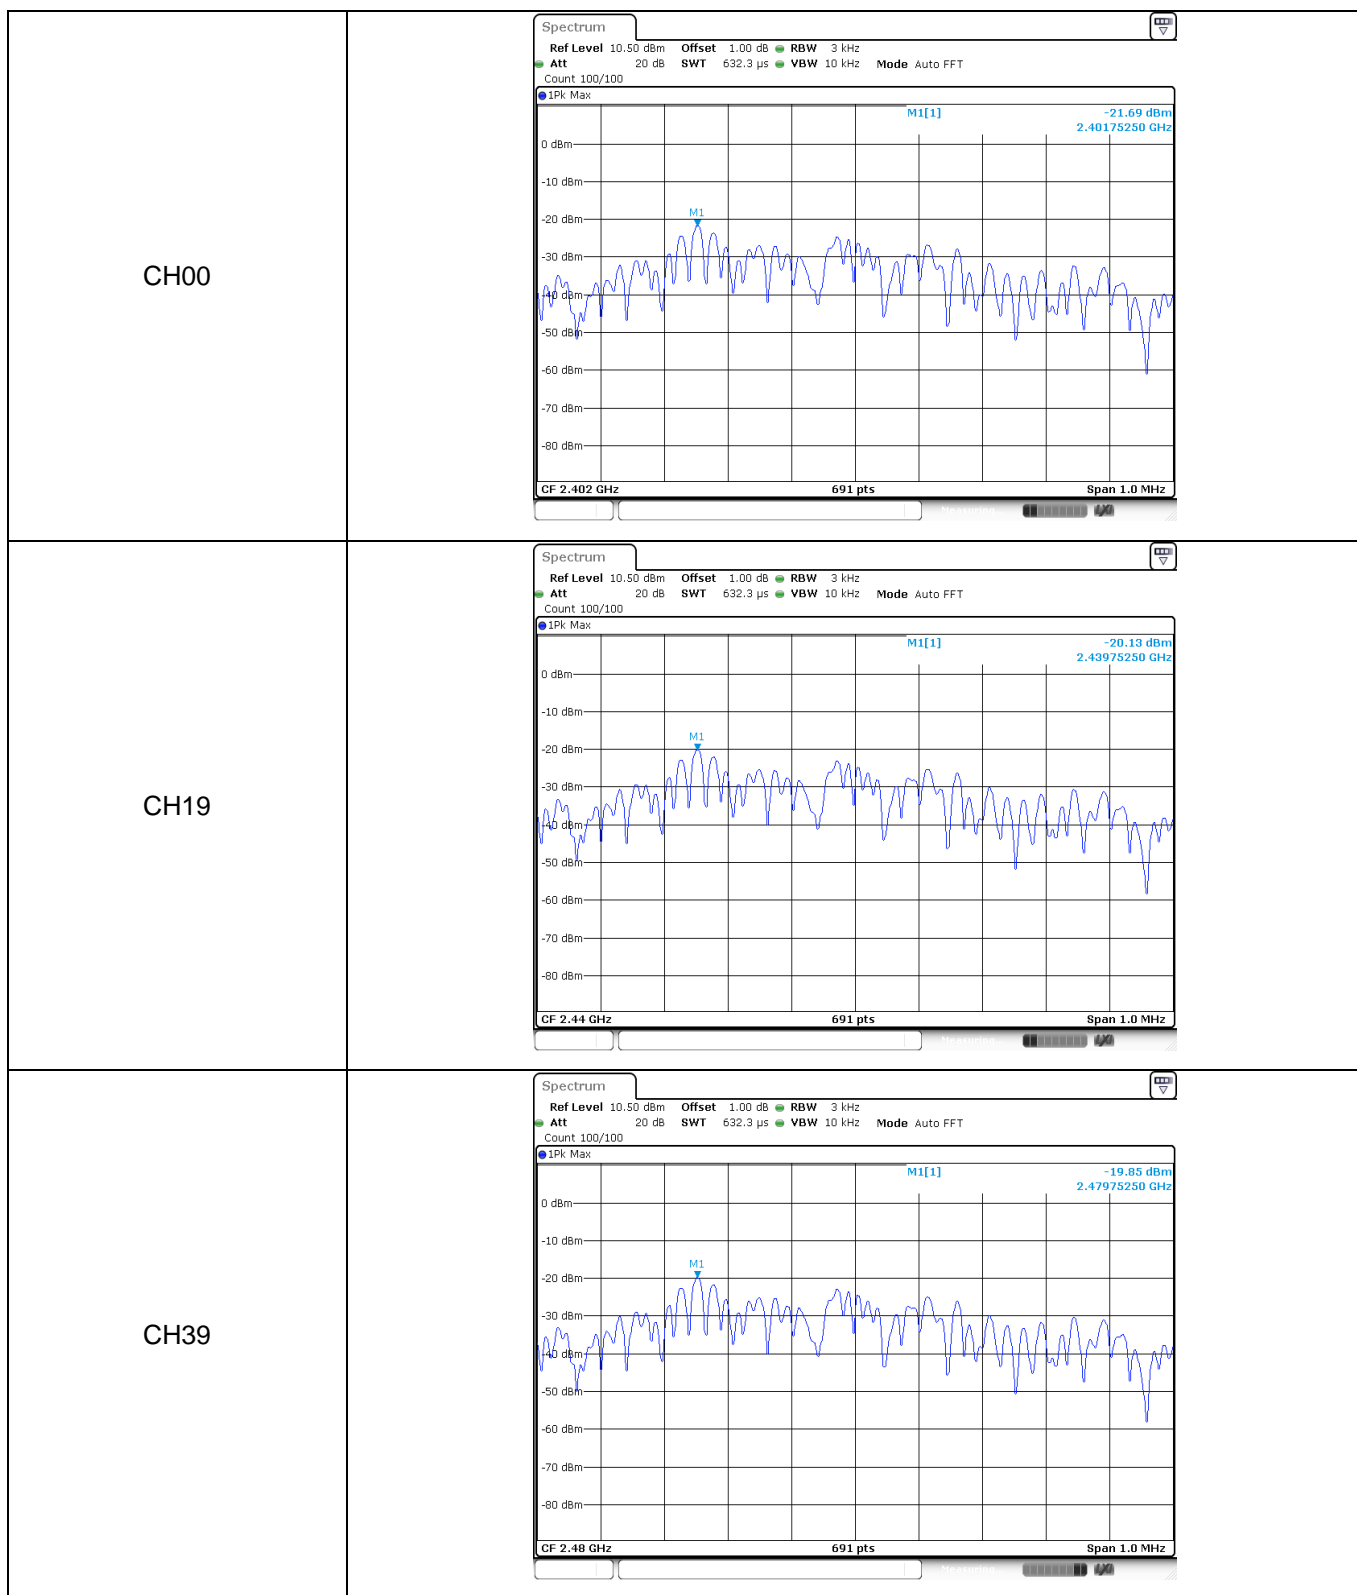 CH00
Spectrum
Ref Level 10.50 dBm Offset 1.00 dB RBW 3 kHz
Att 20 dB SWT 632.3 µs VBW 10 kHz Mode Auto FFT
Count 100/100
1Pk Max
M1[1] -21.69 dBm
2.40175250 GHz
0 dBm
-10 dBm
-20 dBm
M1
-30 dBm
-40 dBm
-50 dBm
-60 dBm
-70 dBm
-80 dBm
CF 2.402 GHz 691 pts Span 1.0 MHz
Measuring...
CH19
Spectrum
Ref Level 10.50 dBm Offset 1.00 dB RBW 3 kHz
Att 20 dB SWT 632.3 µs VBW 10 kHz Mode Auto FFT
Count 100/100
1Pk Max
M1[1] -20.13 dBm
2.43975250 GHz
0 dBm
-10 dBm
M1
-20 dBm
-30 dBm
-40 dBm
-50 dBm
-60 dBm
-70 dBm
-80 dBm
CF 2.44 GHz 691 pts Span 1.0 MHz
Measuring...
CH39
Spectrum
Ref Level 10.50 dBm Offset 1.00 dB RBW 3 kHz
Att 20 dB SWT 632.3 µs VBW 10 kHz Mode Auto FFT
Count 100/100
1Pk Max
M1[1] -19.85 dBm
2.47975250 GHz
0 dBm
-10 dBm
M1
-20 dBm
-30 dBm
-40 dBm
-50 dBm
-60 dBm
-70 dBm
-80 dBm
CF 2.48 GHz 691 pts Span 1.0 MHz
Measuring...